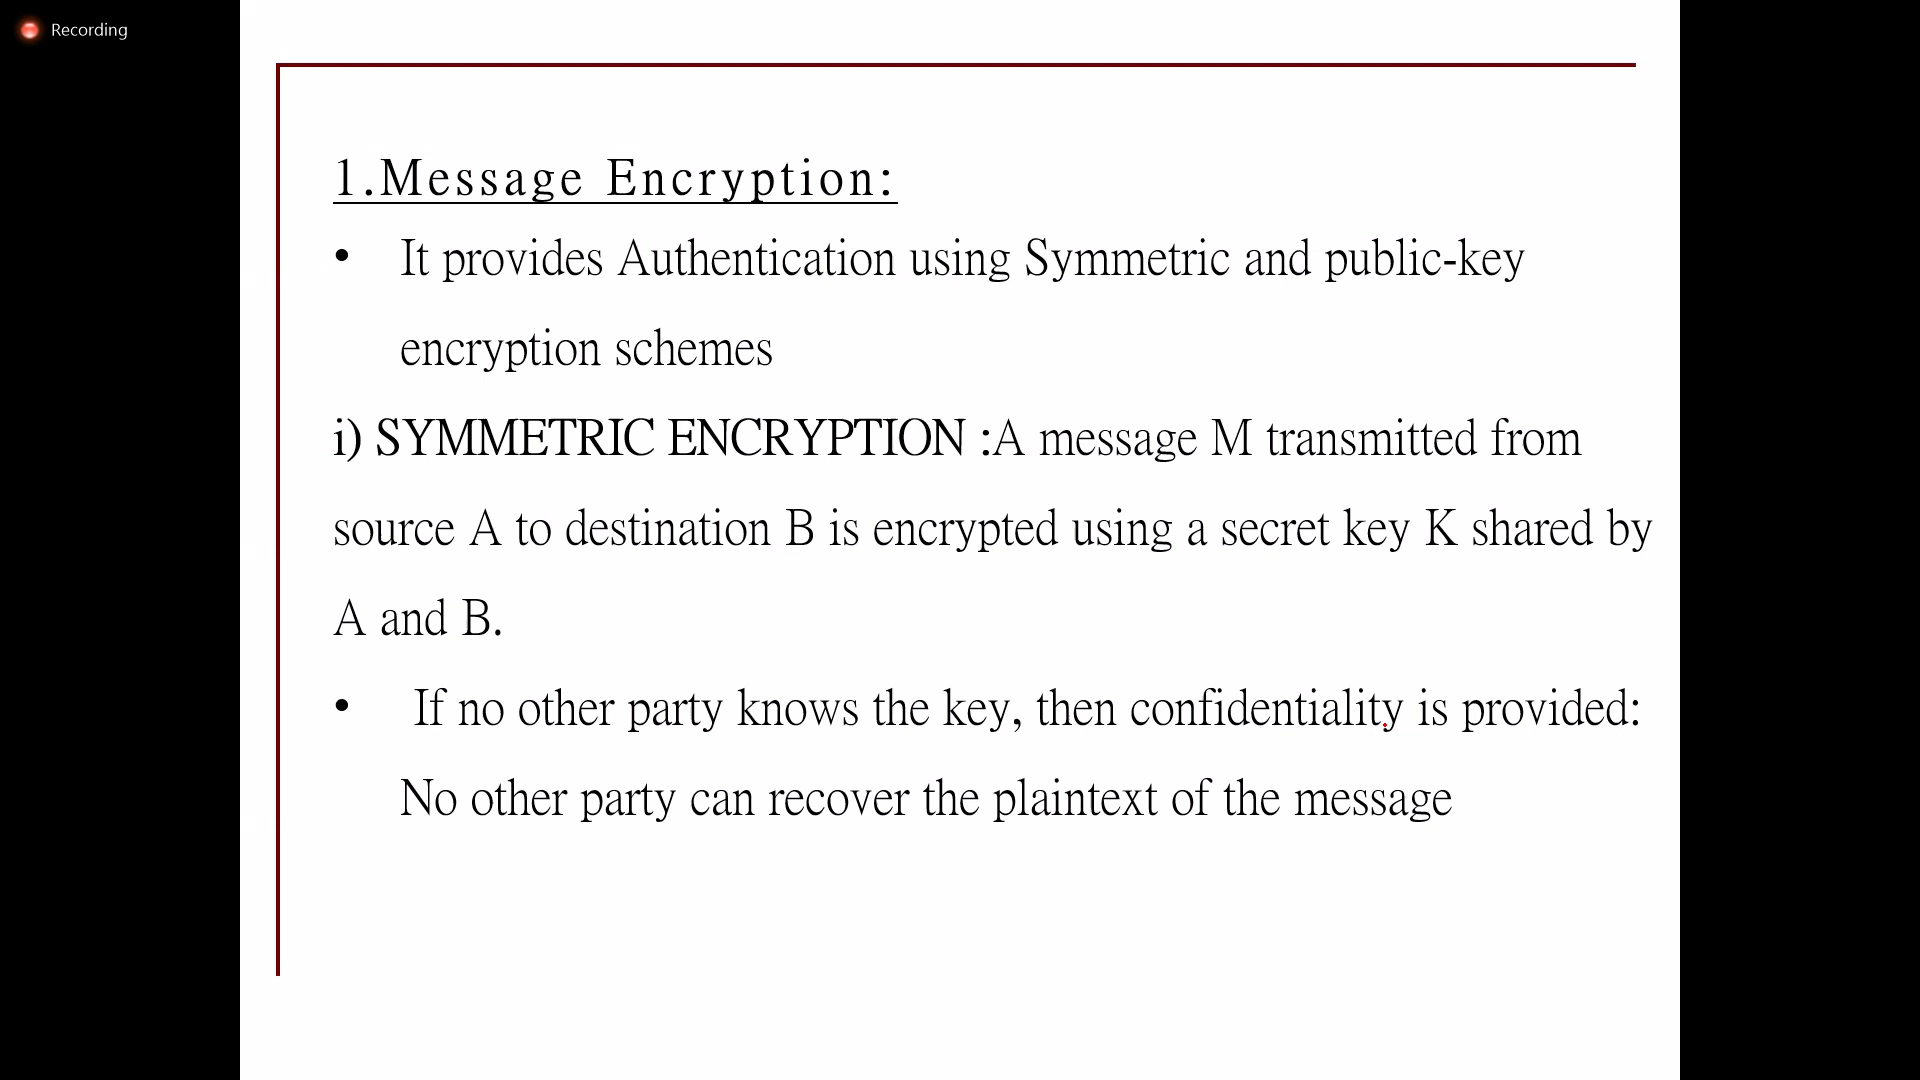 Recording
1.Message Encryption:
• It provides Authentication using Symmetric and public-key
encryption schemes
i) SYMMETRIC ENCRYPTION :A message M transmitted from
source A to destination B is encrypted using a secret key K shared by
A and B.
• If no other party knows the key, then confidentiality is provided:
No other party can recover the plaintext of the message